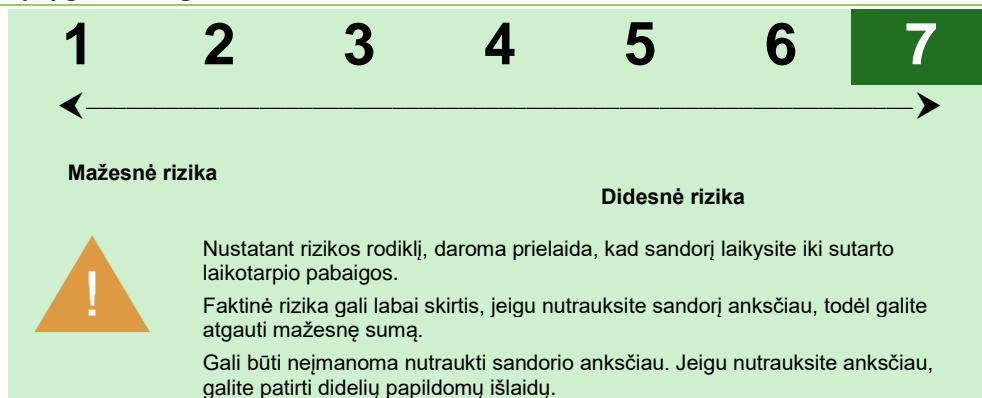 1 2 3 4 5 6 7
Mažesnė rizika
Didesnė rizika
!
Nustatant rizikos rodiklį, daroma prielaida, kad sandorį laikysite iki sutarto
laikotarpio pabaigos.
Faktinė rizika gali labai skirtis, jeigu nutrauksite sandorį anksčiau, todėl galite
atgauti mažesnę sumą.
Gali būti neįmanoma nutraukti sandorio anksčiau. Jeigu nutrauksite anksčiau,
galite patirti didelių papildomų išlaidų.